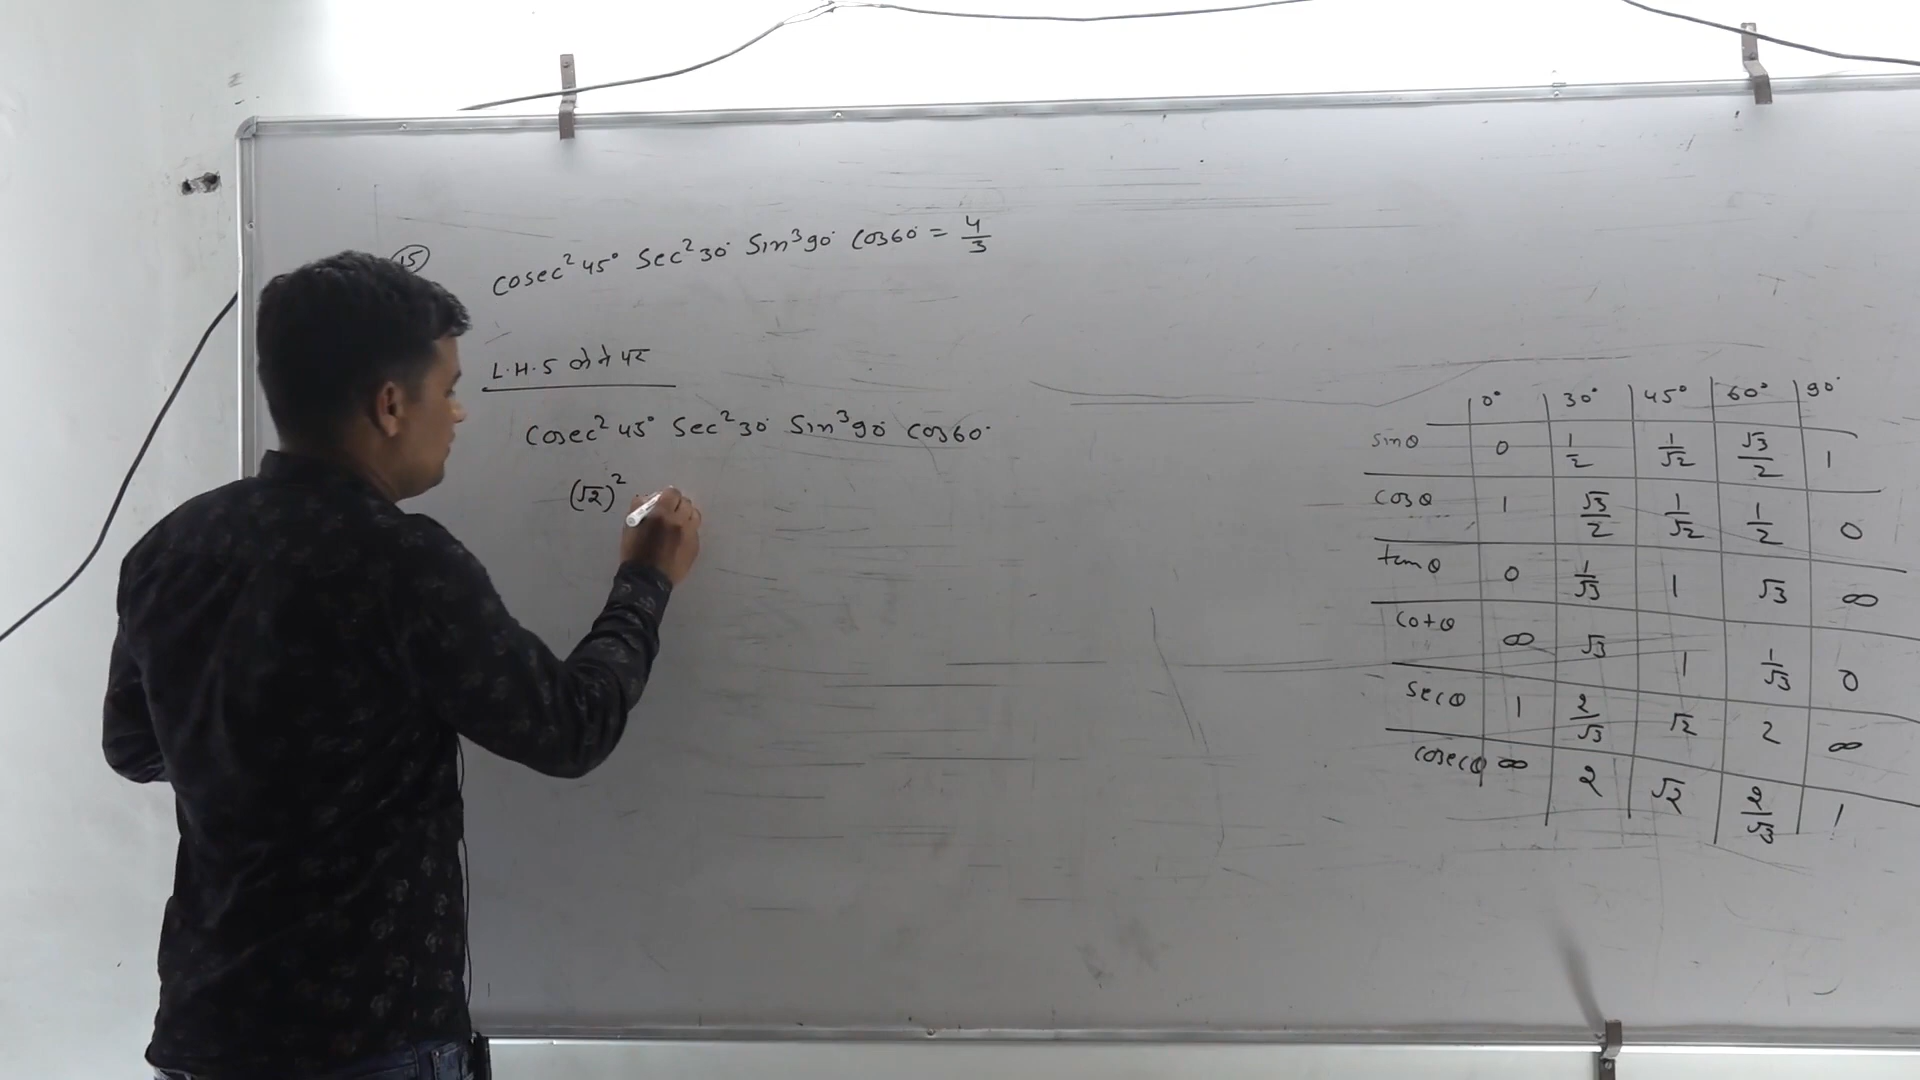 15
cosec² 45° Sec² 30° Sin³ 90° Cos 60° = 4/3
L.H.S लेने पर
Cosec² 45° Sec² 30° Sin³ 90° Cos 60°
(√2)²
0° 30° 45° 60° 90°
sinθ 0 1/2 1/√2 √3/2 1
cosθ 1 √3/2 1/√2 1/2 0
tanθ 0 1/√3 1 √3 ∞
cotθ ∞ √3 1 1/√3 0
secθ 1 2/√3 √2 2 ∞
cosecθ ∞ 2 √2 2/√3 1